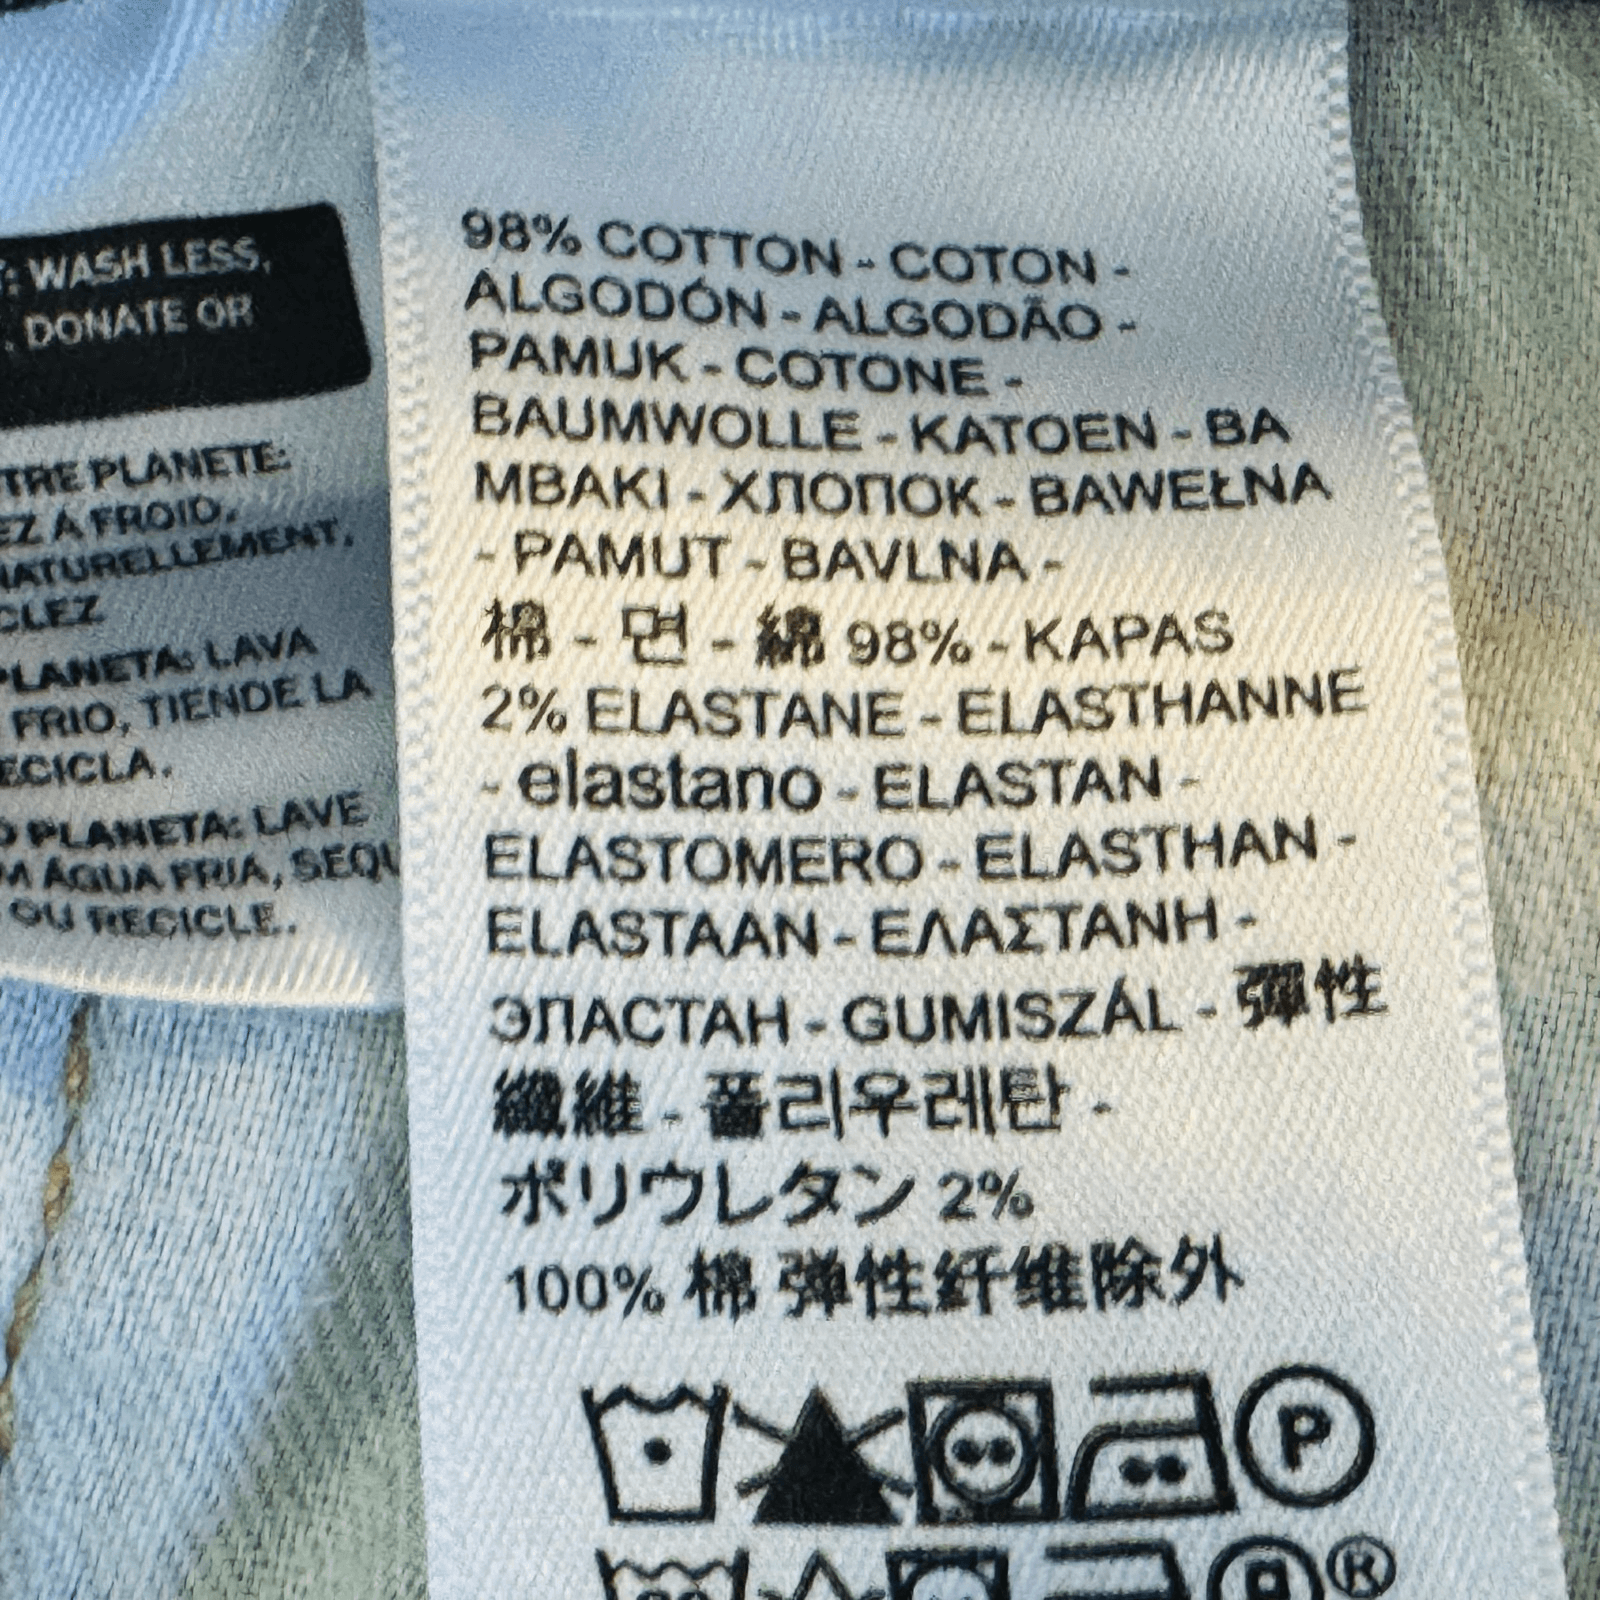 : WASH LESS,
DONATE OR
TRE PLANETE:
EZ A FROID,
NATURELLEMENT,
CLEZ
PLANETA: LAVA
FRIO, TIENDE LA
ECICLA.
PLANETA: LAVE
ÁGUA FRIA, SEQU
OU RECICLE.
98% COTTON - COTON -
ALGODÓN - ALGODÃO -
PAMUK - COTONE -
BAUMWOLLE - KATOEN - BA
MBAKI - ХЛОПОК - BAWEŁNA
- PAMUT - BAVLNA -
棉 - 면 - 綿 98% - KAPAS
2% ELASTANE - ELASTHANNE
- elastano - ELASTAN -
ELASTOMERO - ELASTHAN -
ELASTAAN - ΕΛΑΣΤΑΝΗ -
ЭЛАСТАН - GUMISZÁL - 彈性
纖維 - 폴리우레탄 -
ポリウレタン 2%
100% 棉 弹性纤维除外
P
®